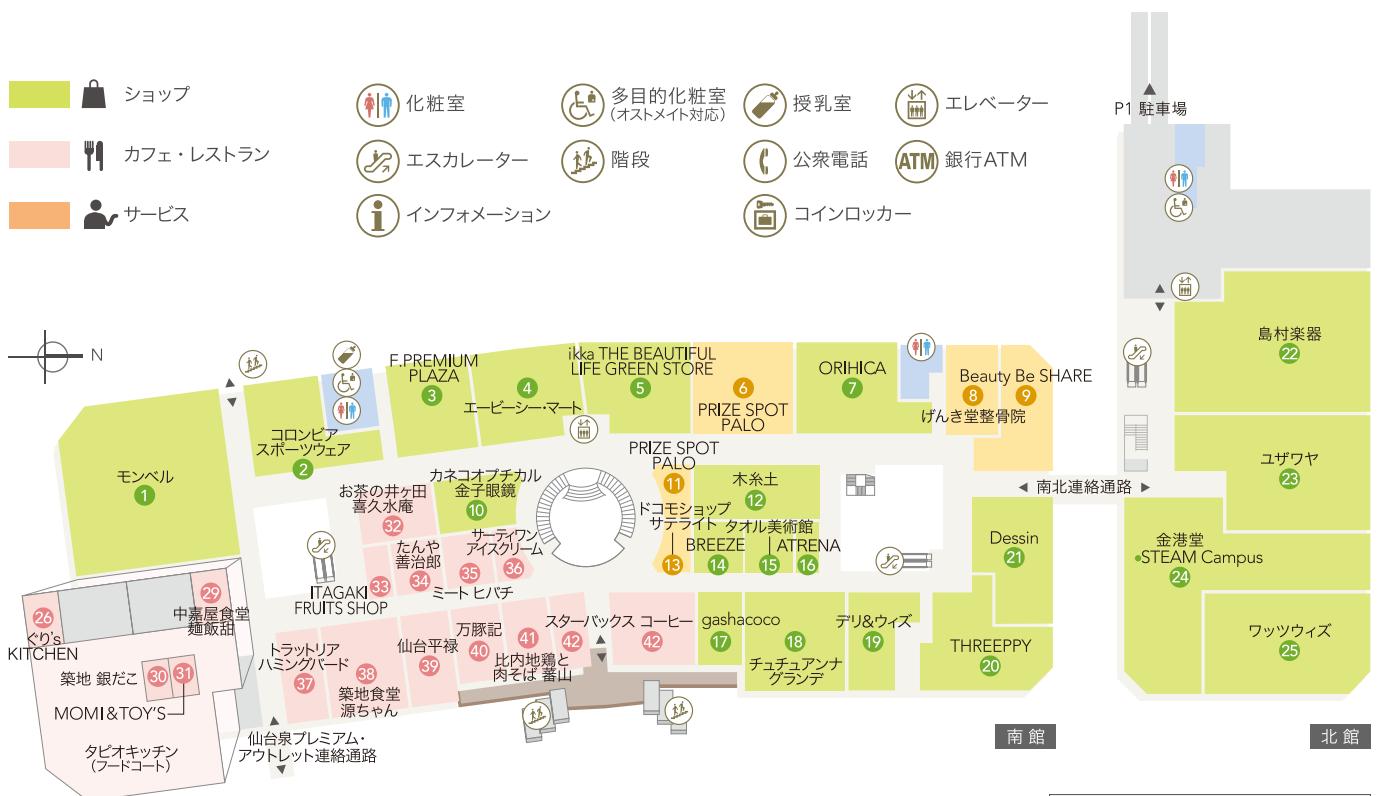 ショップ
カフェ・レストラン
サービス
化粧室
エスカレーター
インフォメーション
多目的化粧室
(オストメイト対応)
階段
授乳室
公衆電話
コインロッカー
エレベーター
ATM 銀行ATM
P1 駐車場
N
モンベル
1
コロンビア
スポーツウェア
2
F.PREMIUM
PLAZA
3
4
エービーシー・マート
ikka THE BEAUTIFUL
LIFE GREEN STORE
5
6
PRIZE SPOT
PALO
ORIHICA
7
Beauty Be SHARE
8
9
げんき堂整骨院
島村楽器
22
ユザワヤ
23
南北連絡通路
金港堂
STEAM Campus
24
ワッツウィズ
25
カネコオプチカル
金子眼鏡
10
PRIZE SPOT
PALO
11
木糸土
12
ドコモショップ
サテライト
13
タオル美術館
BREEZE
14
15
ATRENA
16
Dessin
21
お茶の井ヶ田
喜久水庵
32
ITAGAKI
FRUITS SHOP
33
たんや
善治郎
34
35
ミート ヒバチ
サーティワン
アイスクリーム
36
26
ぐり's
KITCHEN
29
中嘉屋食堂
麺飯甜
築地 銀だこ
30
31
MOMI&TOY'S
タピオキッチン
(フードコート)
トラットリア
ハミングバード
37
38
築地食堂
源ちゃん
仙台平禄
39
万豚記
40
41
比内地鶏と
肉そば 蕃山
スターバックス コーヒー
42
42
gashacoco
17
18
チュチュアンナ
グランデ
デリ&ウィズ
19
THREEPPY
20
仙台泉プレミアム・
アウトレット連絡通路
南館
北館